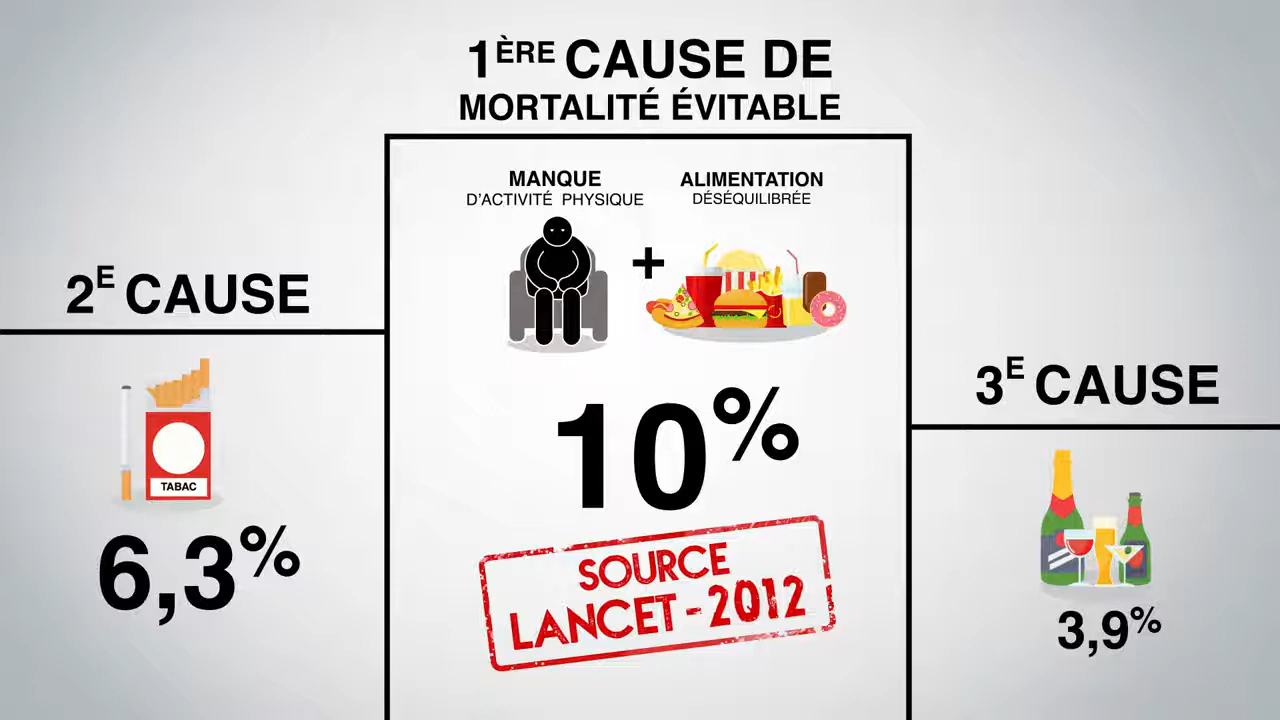 1ÈRE CAUSE DE
MORTALITÉ ÉVITABLE
MANQUE
D'ACTIVITÉ PHYSIQUE
ALIMENTATION
DÉSÉQUILIBRÉE
+
10%
SOURCE
LANCET - 2012
2E CAUSE
TABAC
6,3%
3E CAUSE
3,9%